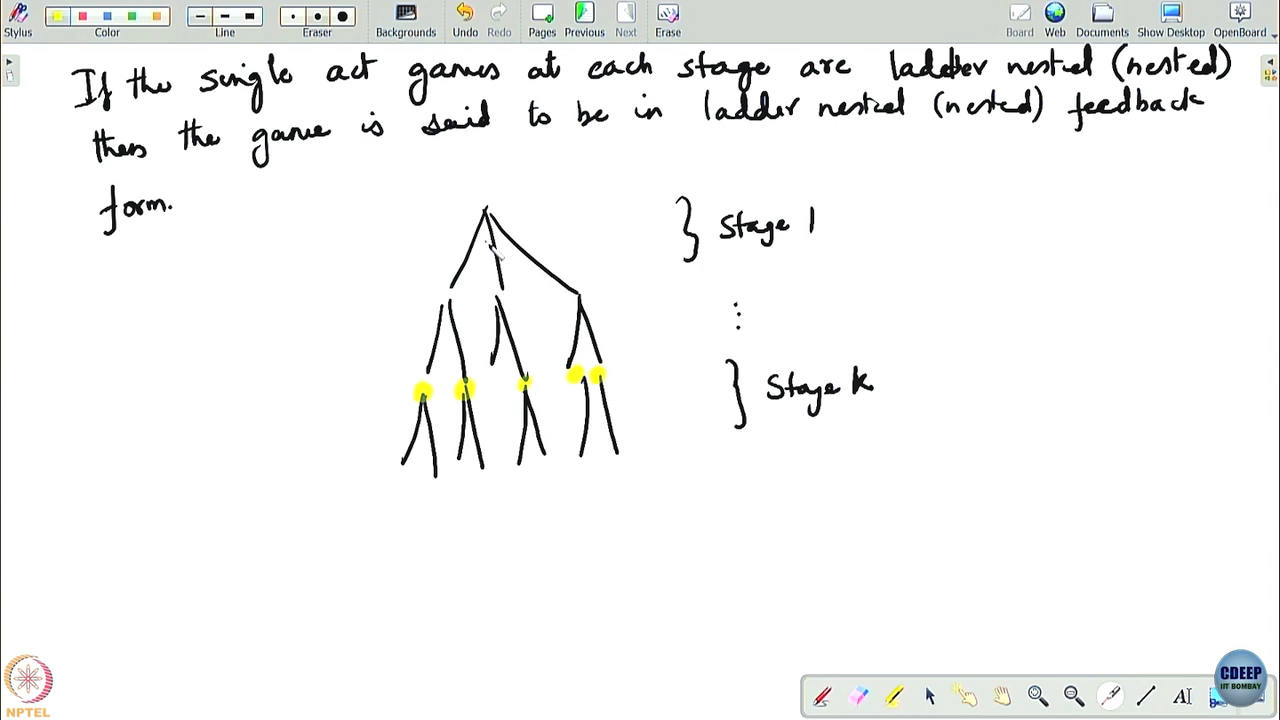 Stylus
Color
Line
Eraser
Backgrounds
Undo
Redo
Pages
Previous
Next
Erase
Board
Web
Documents
Show Desktop
OpenBoard
If the single act games at each stage are ladder nested (nested)
then the game is said to be in ladder nested (nested) feedback
form.
Stage 1
Stage k
NPTEL
CDEEP
IIT BOMBAY